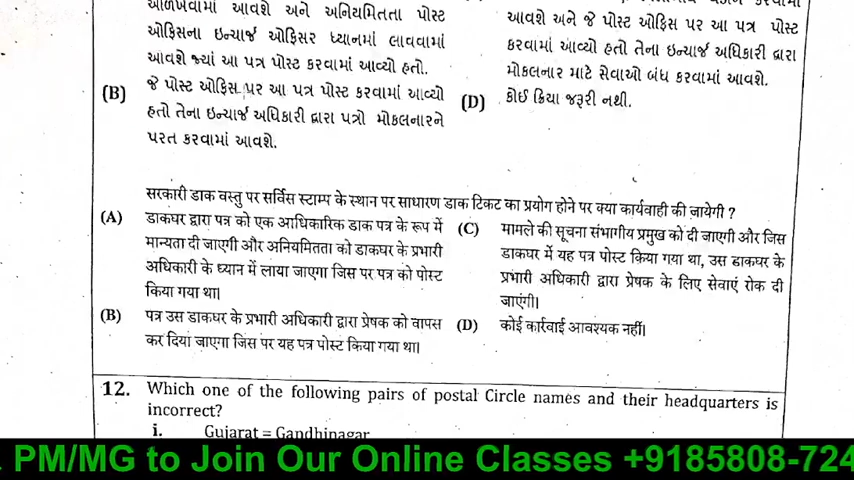 ઓળખવામાં આવશે અને અનિયમિતતા પોસ્ટ
ઓફિસના ઇન્ચાર્જ ઓફિસર ધ્યાનમાં લાવવામાં
આવશે જ્યાં આ પત્ર પોસ્ટ કરવામાં આવ્યો હતો.
(B) જે પોસ્ટ ઓફિસ પર આ પત્ર પોસ્ટ કરવામાં આવ્યો
હતો તેના ઇન્ચાર્જ અધિકારી દ્વારા પત્રો મોકલનારને
પરત કરવામાં આવશે.
આવશે અને જે પોસ્ટ ઓફિસ પર આ પત્ર પોસ્ટ
કરવામાં આવ્યો હતો તેના ઇન્ચાર્જ અધિકારી દ્વારા
મોકલનાર માટે સેવાઓ બંધ કરવામાં આવશે.
(D) કોઈ ક્રિયા જરૂરી નથી.
सरकारी डाक वस्तु पर सर्विस स्टाम्प के स्थान पर साधारण डाक टिकट का प्रयोग होने पर क्या कार्यवाही की जायेगी ?
(A) डाकघर द्वारा पत्र को एक आधिकारिक डाक पत्र के रूप में
मान्यता दी जाएगी और अनियमितता को डाकघर के प्रभारी
अधिकारी के ध्यान में लाया जाएगा जिस पर पत्र को पोस्ट
किया गया था।
(B) पत्र उस डाकघर के प्रभारी अधिकारी द्वारा प्रेषक को वापस
कर दिया जाएगा जिस पर यह पत्र पोस्ट किया गया था।
(C) मामले की सूचना संभागीय प्रमुख को दी जाएगी और जिस
डाकघर में यह पत्र पोस्ट किया गया था, उस डाकघर के
प्रभारी अधिकारी द्वारा प्रेषक के लिए सेवाएं रोक दी
जाएंगी।
(D) कोई कार्रवाई आवश्यक नहीं।
12. Which one of the following pairs of postal Circle names and their headquarters is
incorrect?
i. Gujarat = Gandhinagar
PM/MG to Join Our Online Classes +9185808-724